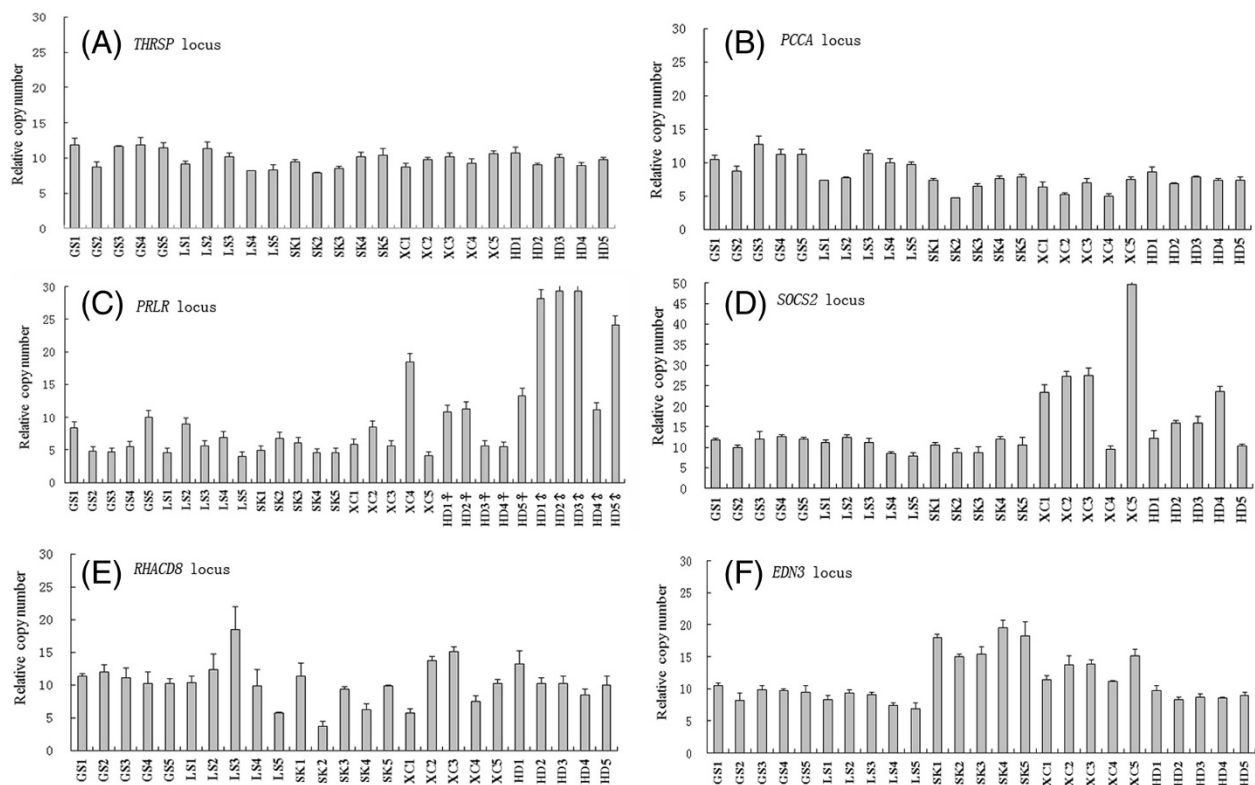 (A) THRSP locus
Relative copy number
30
25
20
15
10
5
0
GS1 GS2 GS3 GS4 GS5 LS1 LS2 LS3 LS4 LS5 SK1 SK2 SK3 SK4 SK5 XC1 XC2 XC3 XC4 XC5 HD1 HD2 HD3 HD4 HD5
(B) PCCA locus
Relative copy number
30
25
20
15
10
5
0
GS1 GS2 GS3 GS4 GS5 LS1 LS2 LS3 LS4 LS5 SK1 SK2 SK3 SK4 SK5 XC1 XC2 XC3 XC4 XC5 HD1 HD2 HD3 HD4 HD5
(C) PRLR locus
Relative copy number
30
25
20
15
10
5
0
GS1 GS2 GS3 GS4 GS5 LS1 LS2 LS3 LS4 LS5 SK1 SK2 SK3 SK4 SK5 XC1 XC2 XC3 XC4 XC5 HD1♀ HD2♀ HD3♀ HD4♀ HD5♀ HD1♂ HD2♂ HD3♂ HD4♂ HD5♂
(D) SOCS2 locus
Relative copy number
50
45
40
35
30
25
20
15
10
5
0
GS1 GS2 GS3 GS4 GS5 LS1 LS2 LS3 LS4 LS5 SK1 SK2 SK3 SK4 SK5 XC1 XC2 XC3 XC4 XC5 HD1 HD2 HD3 HD4 HD5
(E) RHACD8 locus
Relative copy number
30
25
20
15
10
5
0
GS1 GS2 GS3 GS4 GS5 LS1 LS2 LS3 LS4 LS5 SK1 SK2 SK3 SK4 SK5 XC1 XC2 XC3 XC4 XC5 HD1 HD2 HD3 HD4 HD5
(F) EDN3 locus
Relative copy number
30
25
20
15
10
5
0
GS1 GS2 GS3 GS4 GS5 LS1 LS2 LS3 LS4 LS5 SK1 SK2 SK3 SK4 SK5 XC1 XC2 XC3 XC4 XC5 HD1 HD2 HD3 HD4 HD5